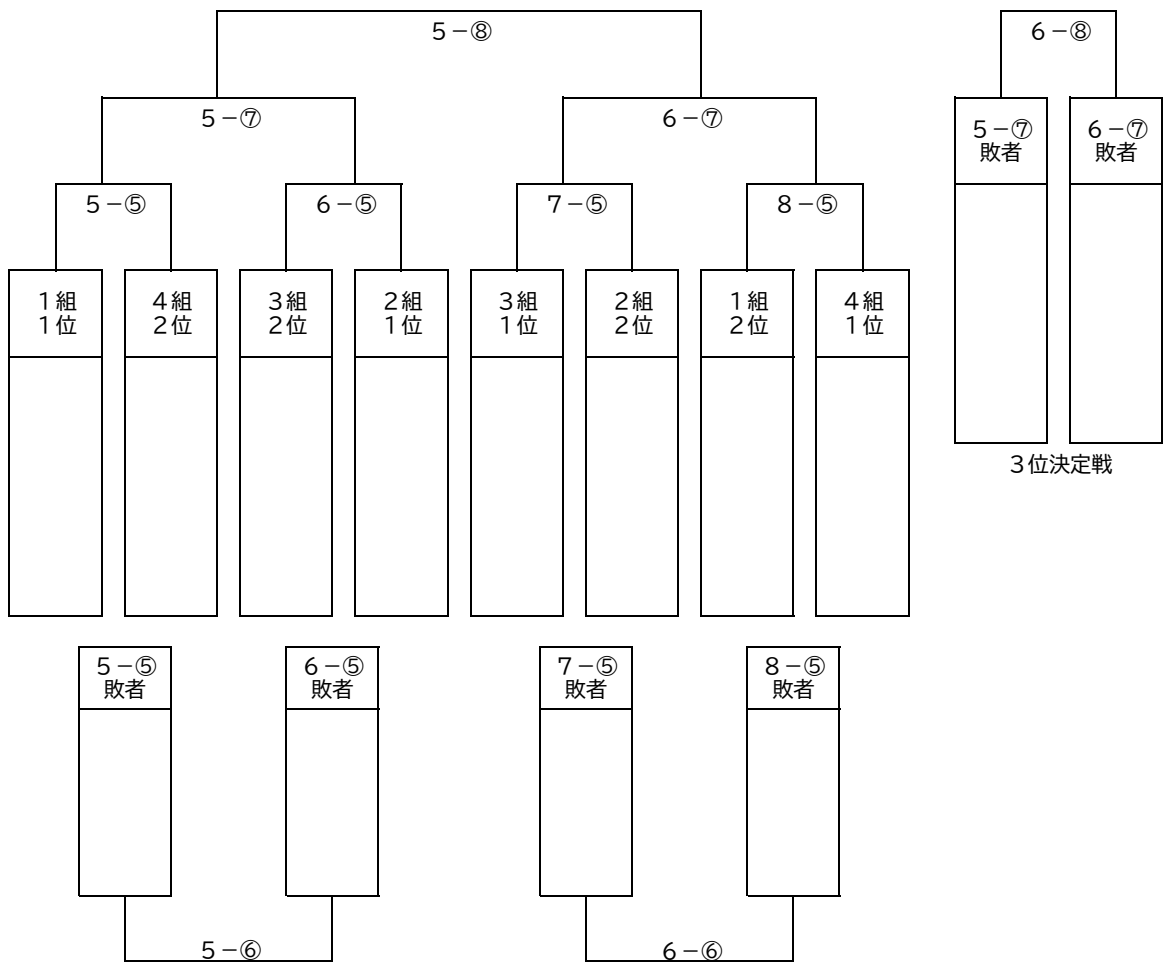 ５－⑧
６－⑧
５－⑦
６－⑦
５－⑦
敗者
６－⑦
敗者
５－⑤
６－⑤
７－⑤
８－⑤
１組
１位
４組
２位
３組
２位
２組
１位
３組
１位
２組
２位
１組
２位
４組
１位
３位決定戦
５－⑤
敗者
６－⑤
敗者
７－⑤
敗者
８－⑤
敗者
５－⑥
６－⑥